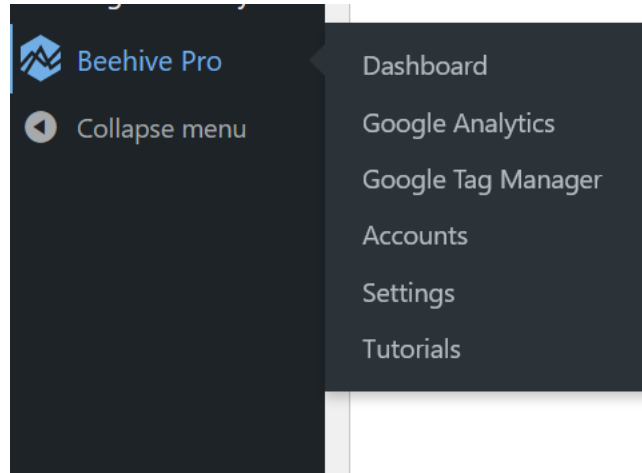 Beehive Pro
Collapse menu
Dashboard
Google Analytics
Google Tag Manager
Accounts
Settings
Tutorials